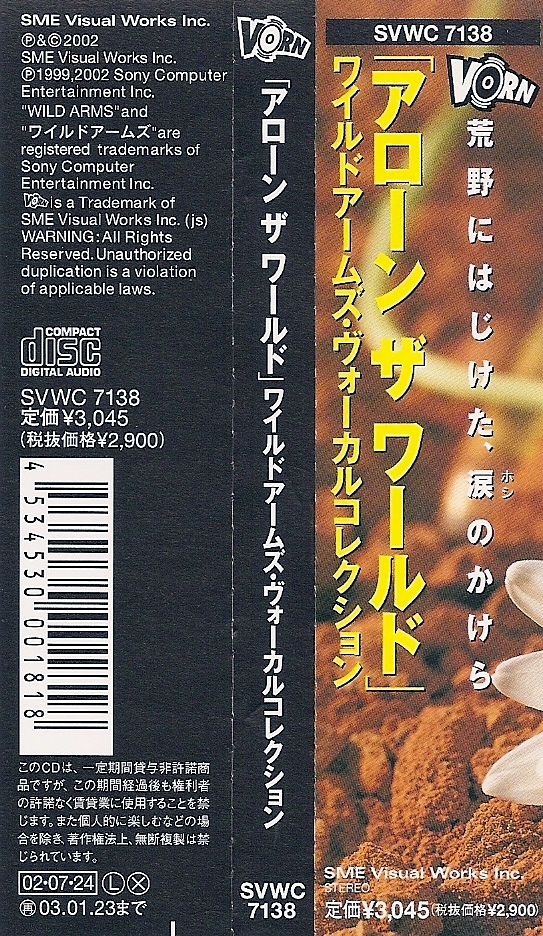 SME Visual Works Inc.
Ⓟ&©2002
SME Visual Works Inc.
Ⓟ1999,2002 Sony Computer
Entertainment Inc.
"WILD ARMS"and
"ワイルドアームズ"are
registered trademarks of
Sony Computer
Entertainment Inc.
VORN is a Trademark of
SME Visual Works Inc. (js)
WARNING:All Rights
Reserved.Unauthorized
duplication is a violation
of applicable laws.
COMPACT
disc
DIGITAL AUDIO
SVWC 7138
定価¥3,045
(税抜価格¥2,900)
4 534530 001818
このCDは、一定期間貸与非許諾商
品ですが、この期間経過後も権利者
の許諾なく賃貸業に使用することを禁
じます。また個人的に楽しむなどの場
合を除き、著作権法上、無断複製は禁
じられています。
02・07・24 Ⓛ Ⓧ
再 03.01.23まで
VORN
「アローン ザ ワールド」ワイルドアームズ・ヴォーカルコレクション
SVWC
7138
SVWC 7138
VORN
荒野にはじけた、涙のかけら
ホシ
「アローン ザ ワールド」
ワイルドアームズ・ヴォーカルコレクション
SME Visual Works Inc.
STEREO
定価¥3,045(税抜価格¥2,900)